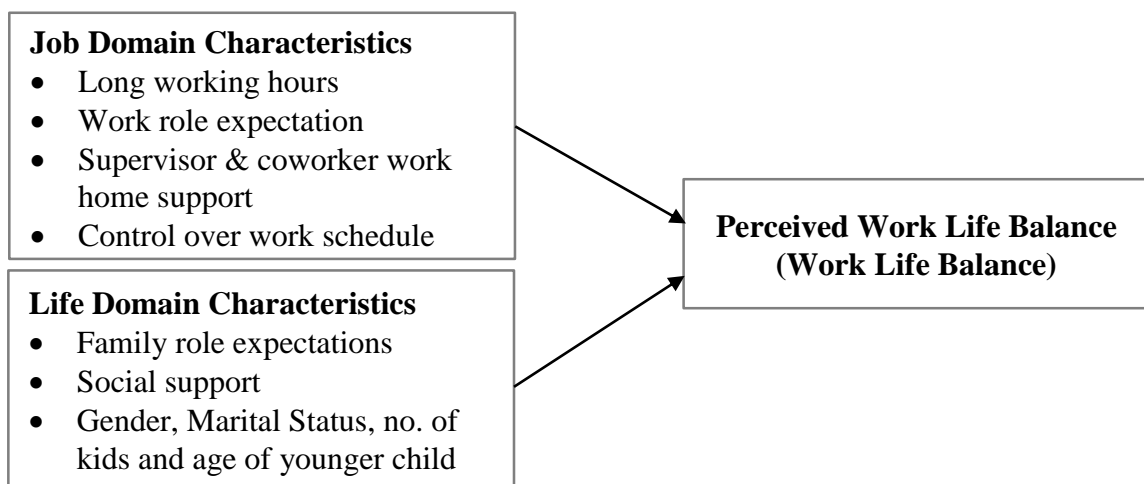 Job Domain Characteristics
• Long working hours
• Work role expectation
• Supervisor & coworker work
home support
• Control over work schedule
Life Domain Characteristics
• Family role expectations
• Social support
• Gender, Marital Status, no. of
kids and age of younger child
Perceived Work Life Balance
(Work Life Balance)